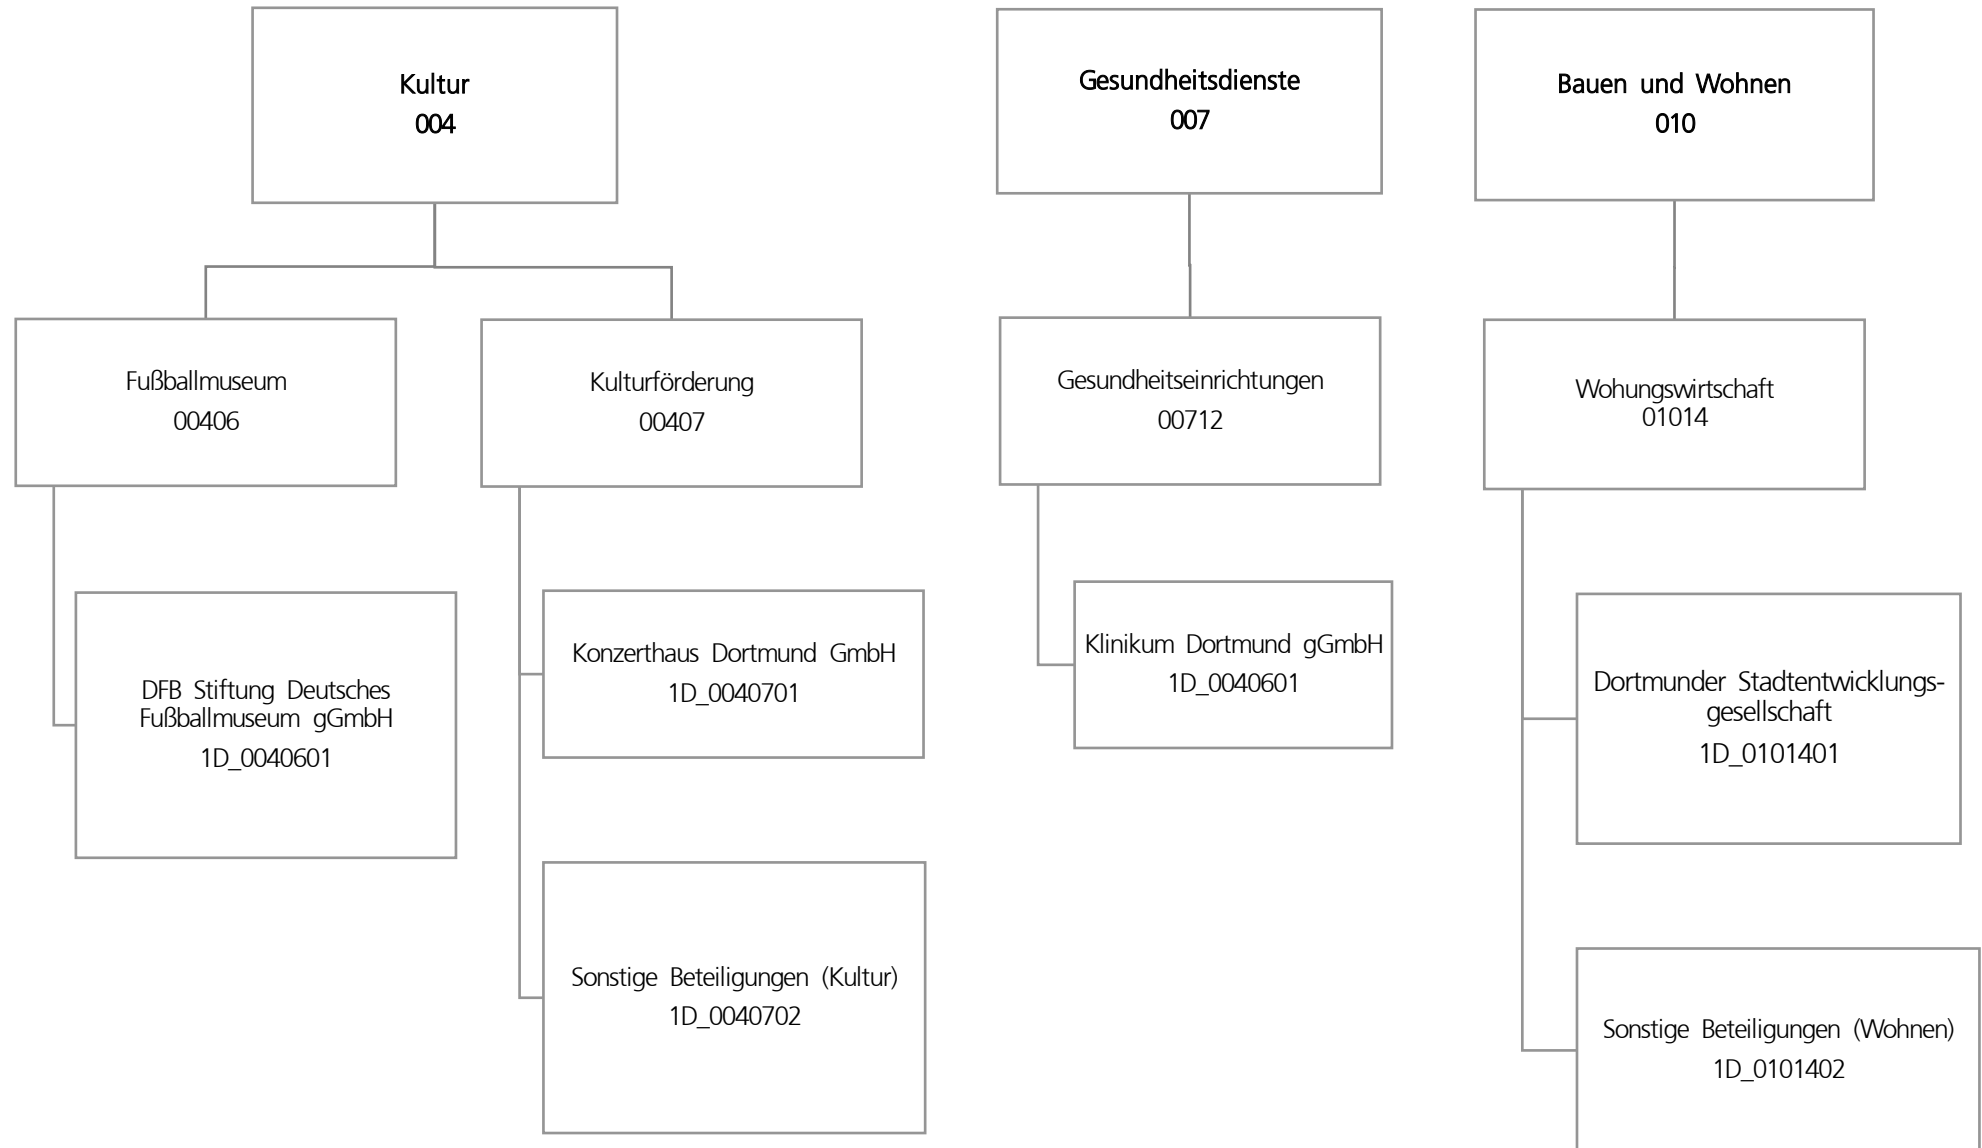 Kultur
004
Fußballmuseum
00406
DFB Stiftung Deutsches
Fußballmuseum gGmbH
1D_0040601
Kulturförderung
00407
Konzerthaus Dortmund GmbH
1D_0040701
Sonstige Beteiligungen (Kultur)
1D_0040702
Gesundheitsdienste
007
Gesundheitseinrichtungen
00712
Klinikum Dortmund gGmbH
1D_0040601
Bauen und Wohnen
010
Wohungswirtschaft
01014
Dortmunder Stadtentwicklungs-
gesellschaft
1D_0101401
Sonstige Beteiligungen (Wohnen)
1D_0101402